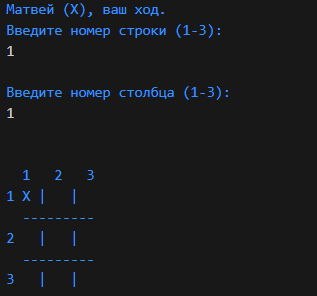 Матвей (X), ваш ход.
Введите номер строки (1-3):
1
Введите номер столбца (1-3):
1
  1   2   3
1 X |   |
  ---------
2   |   |
  ---------
3   |   |